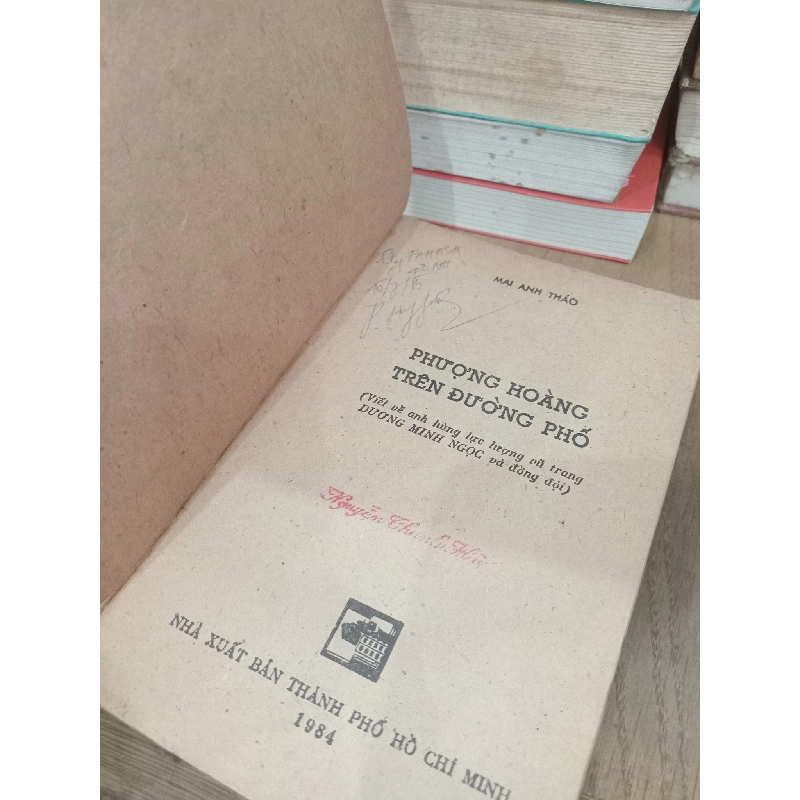 FAHASA
MAI ANH THẢO
PHƯỢNG HOÀNG
TRÊN ĐƯỜNG PHỐ
(Viết về anh hùng lực lượng vũ trang
DƯƠNG MINH NGỌC và đồng đội)
Nguyễn
NHÀ XUẤT BẢN THÀNH PHỐ HỒ CHÍ MINH
1984